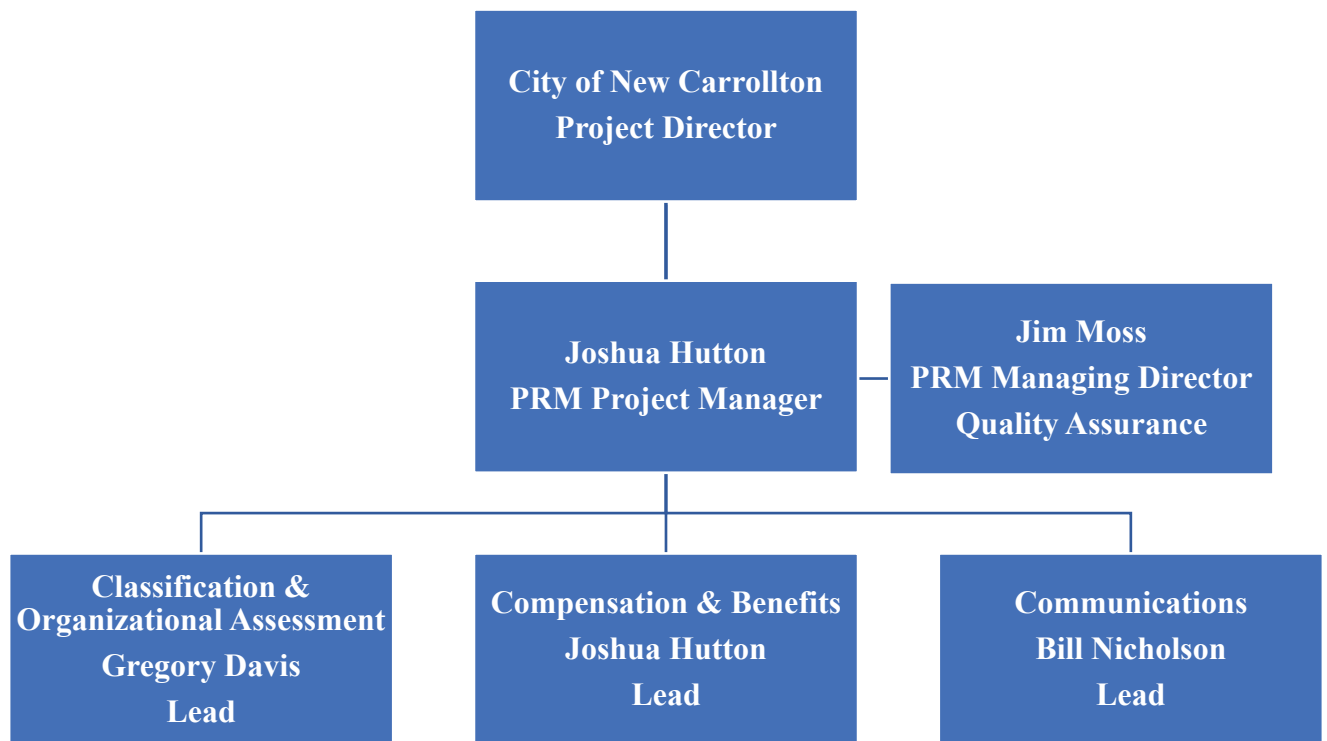 City of New Carrollton
Project Director
Joshua Hutton
PRM Project Manager
Jim Moss
PRM Managing Director
Quality Assurance
Classification &
Organizational Assessment
Gregory Davis
Lead
Compensation & Benefits
Joshua Hutton
Lead
Communications
Bill Nicholson
Lead